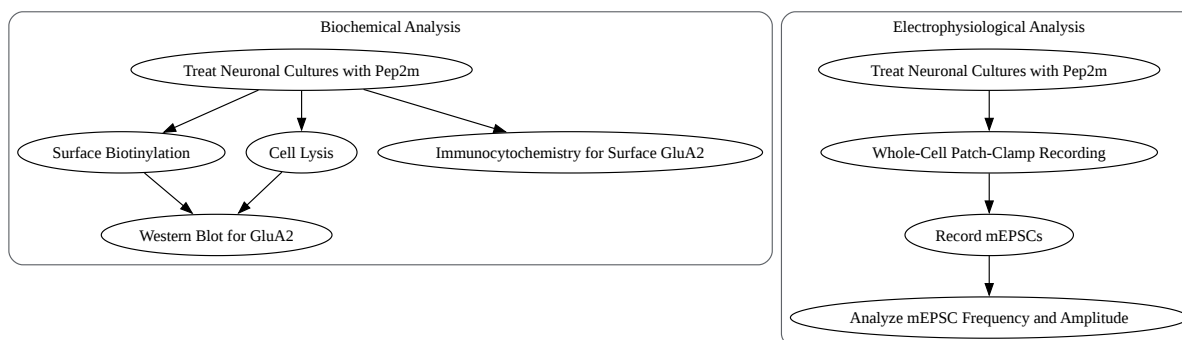 Biochemical Analysis
Treat Neuronal Cultures with Pep2m
Surface Biotinylation
Cell Lysis
Immunocytochemistry for Surface GluA2
Western Blot for GluA2
Electrophysiological Analysis
Treat Neuronal Cultures with Pep2m
Whole-Cell Patch-Clamp Recording
Record mEPSCs
Analyze mEPSC Frequency and Amplitude